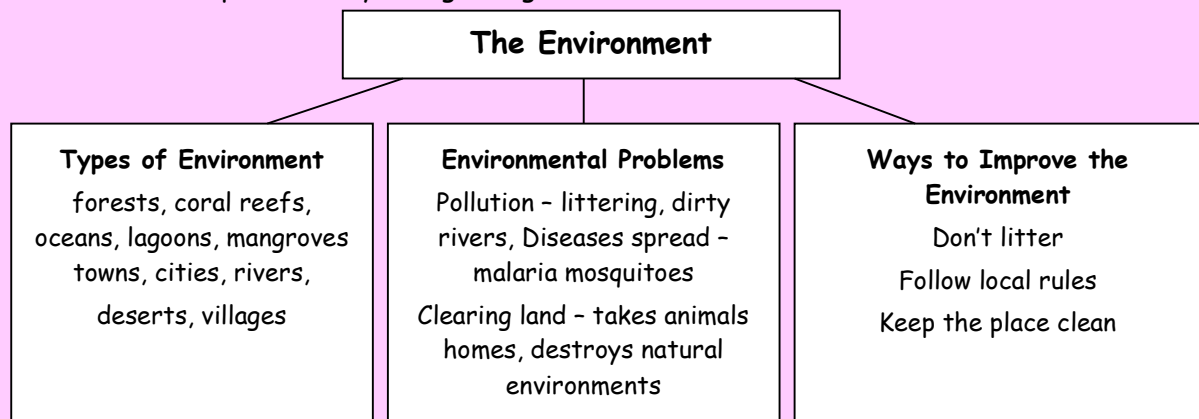 The Environment
Types of Environment
forests, coral reefs,
oceans, lagoons, mangroves
towns, cities, rivers,
deserts, villages
Environmental Problems
Pollution – littering, dirty
rivers, Diseases spread –
malaria mosquitoes
Clearing land – takes animals
homes, destroys natural
environments
Ways to Improve the
Environment
Don’t litter
Follow local rules
Keep the place clean